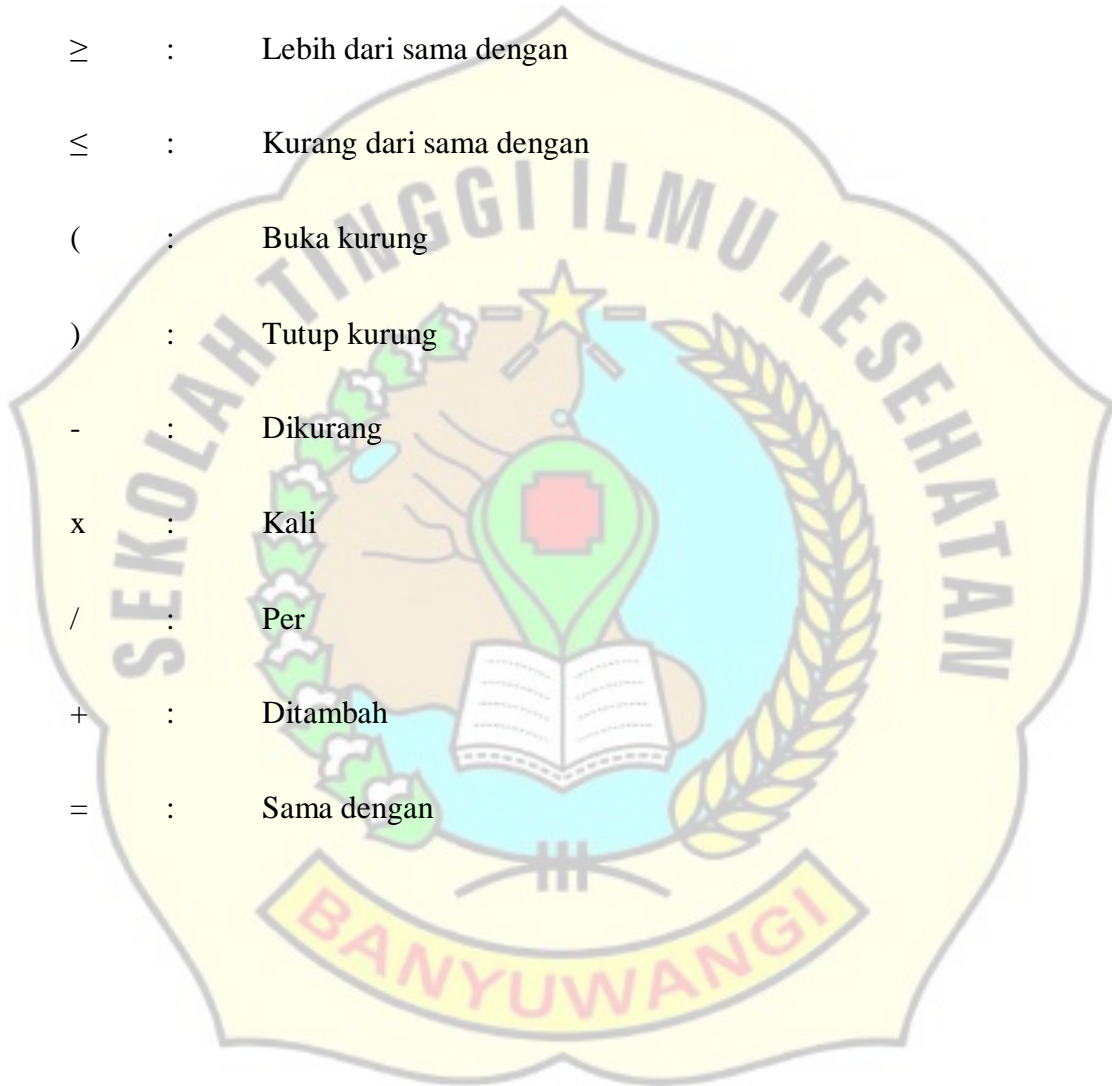 ≥ : Lebih dari sama dengan
≤ : Kurang dari sama dengan
( : Buka kurung
) : Tutup kurung
- : Dikurang
x : Kali
/ : Per
+ : Ditambah
= : Sama dengan
SEKOLAH TINGGI ILMU KESEHATAN
BANYUWANGI